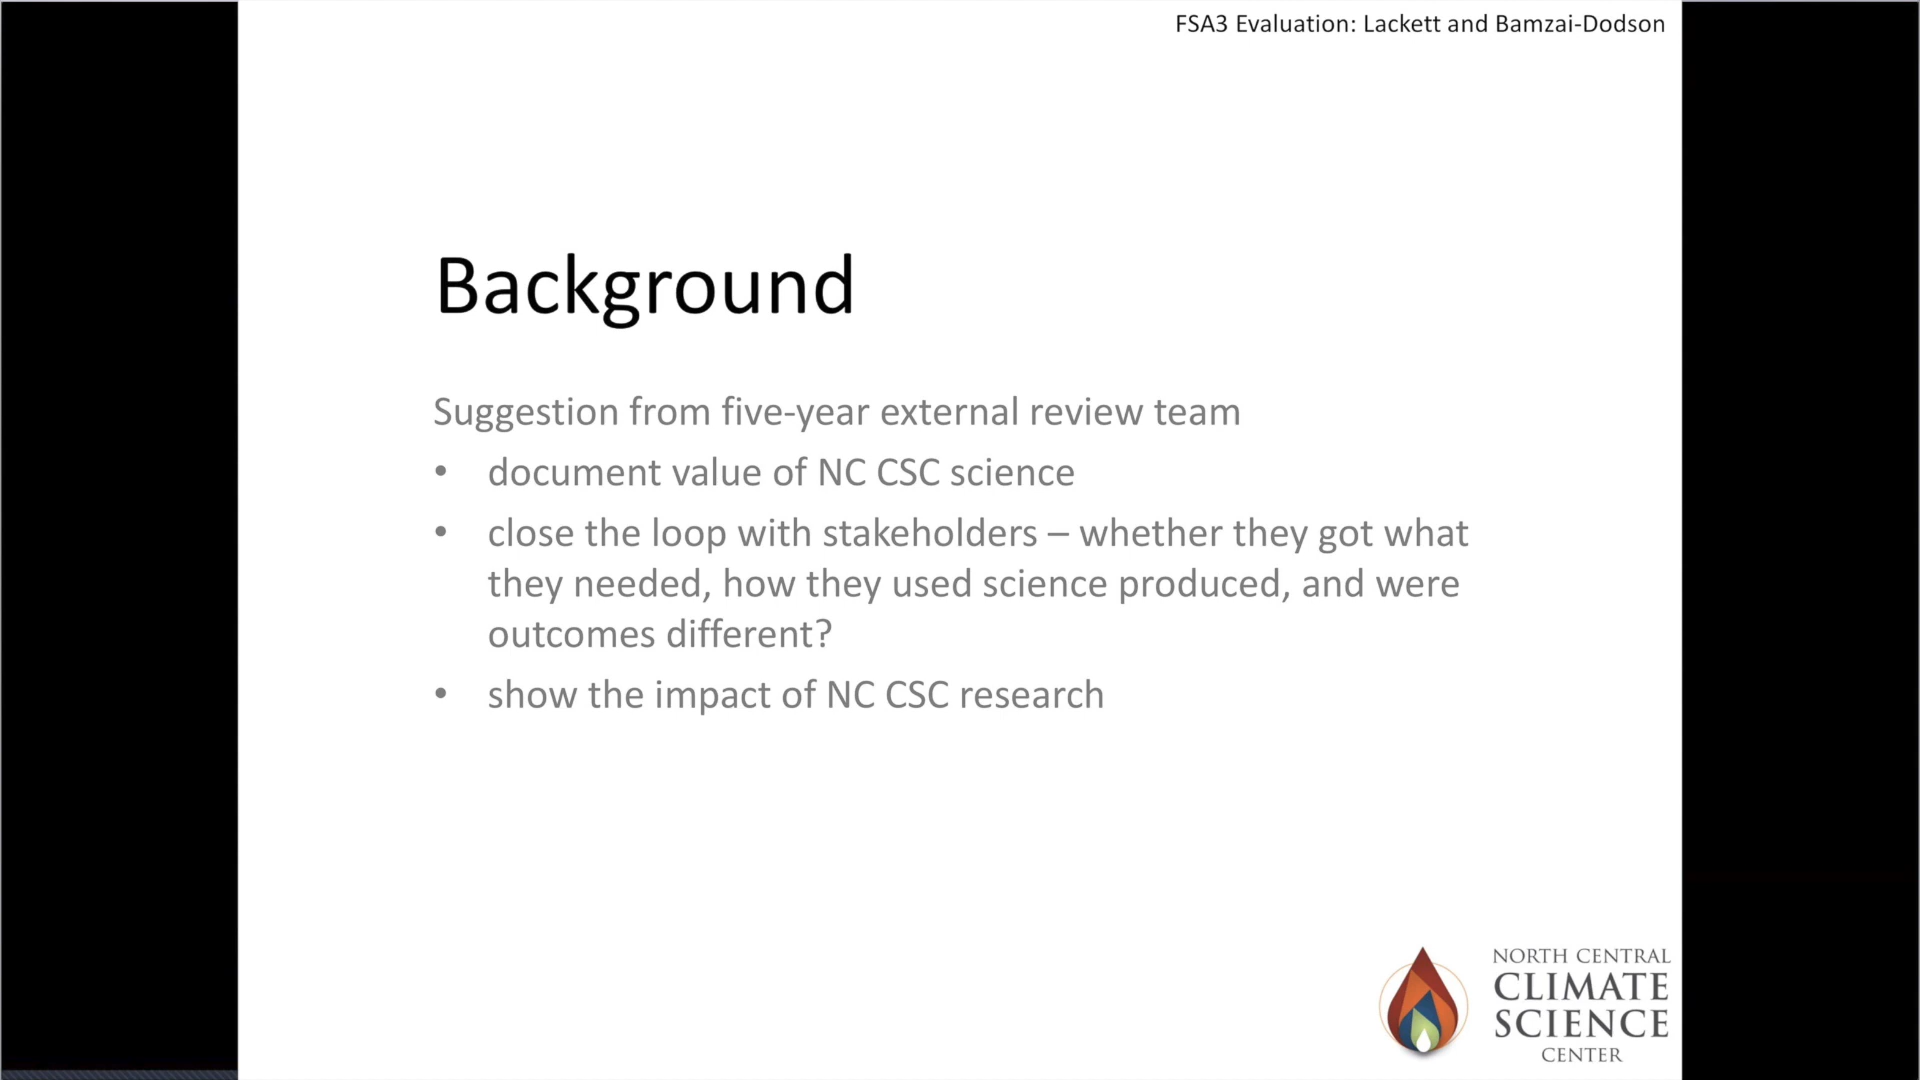 FSA3 Evaluation: Lackett and Bamzai-Dodson
Background
Suggestion from five-year external review team
• document value of NC CSC science
• close the loop with stakeholders – whether they got what
they needed, how they used science produced, and were
outcomes different?
• show the impact of NC CSC research
NORTH CENTRAL
CLIMATE
SCIENCE
CENTER